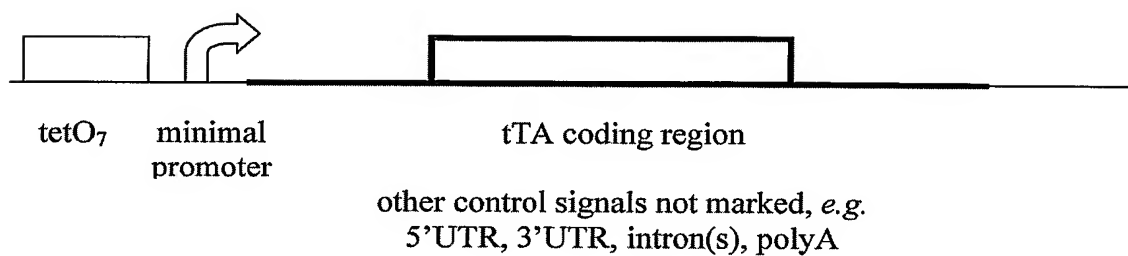 tetO₇ minimal promoter tTA coding region
other control signals not marked, e.g.
5’UTR, 3’UTR, intron(s), polyA